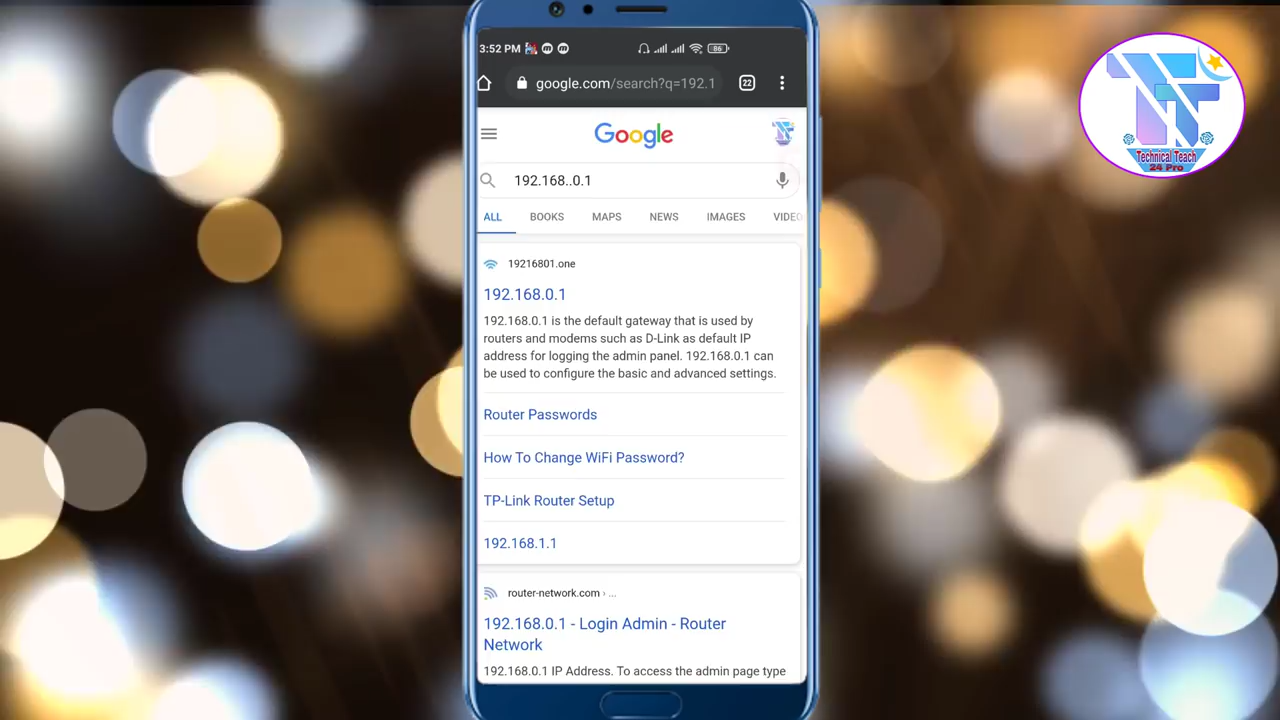 3:52 PM
86
google.com/search?q=192.1
22
Google
192.168..0.1
ALL BOOKS MAPS NEWS IMAGES VIDEO
19216801.one
192.168.0.1
192.168.0.1 is the default gateway that is used by
routers and modems such as D-Link as default IP
address for logging the admin panel. 192.168.0.1 can
be used to configure the basic and advanced settings.
Router Passwords
How To Change WiFi Password?
TP-Link Router Setup
192.168.1.1
router-network.com › ...
192.168.0.1 - Login Admin - Router
Network
192.168.0.1 IP Address. To access the admin page type
TT
Technical Teach
24 Pro